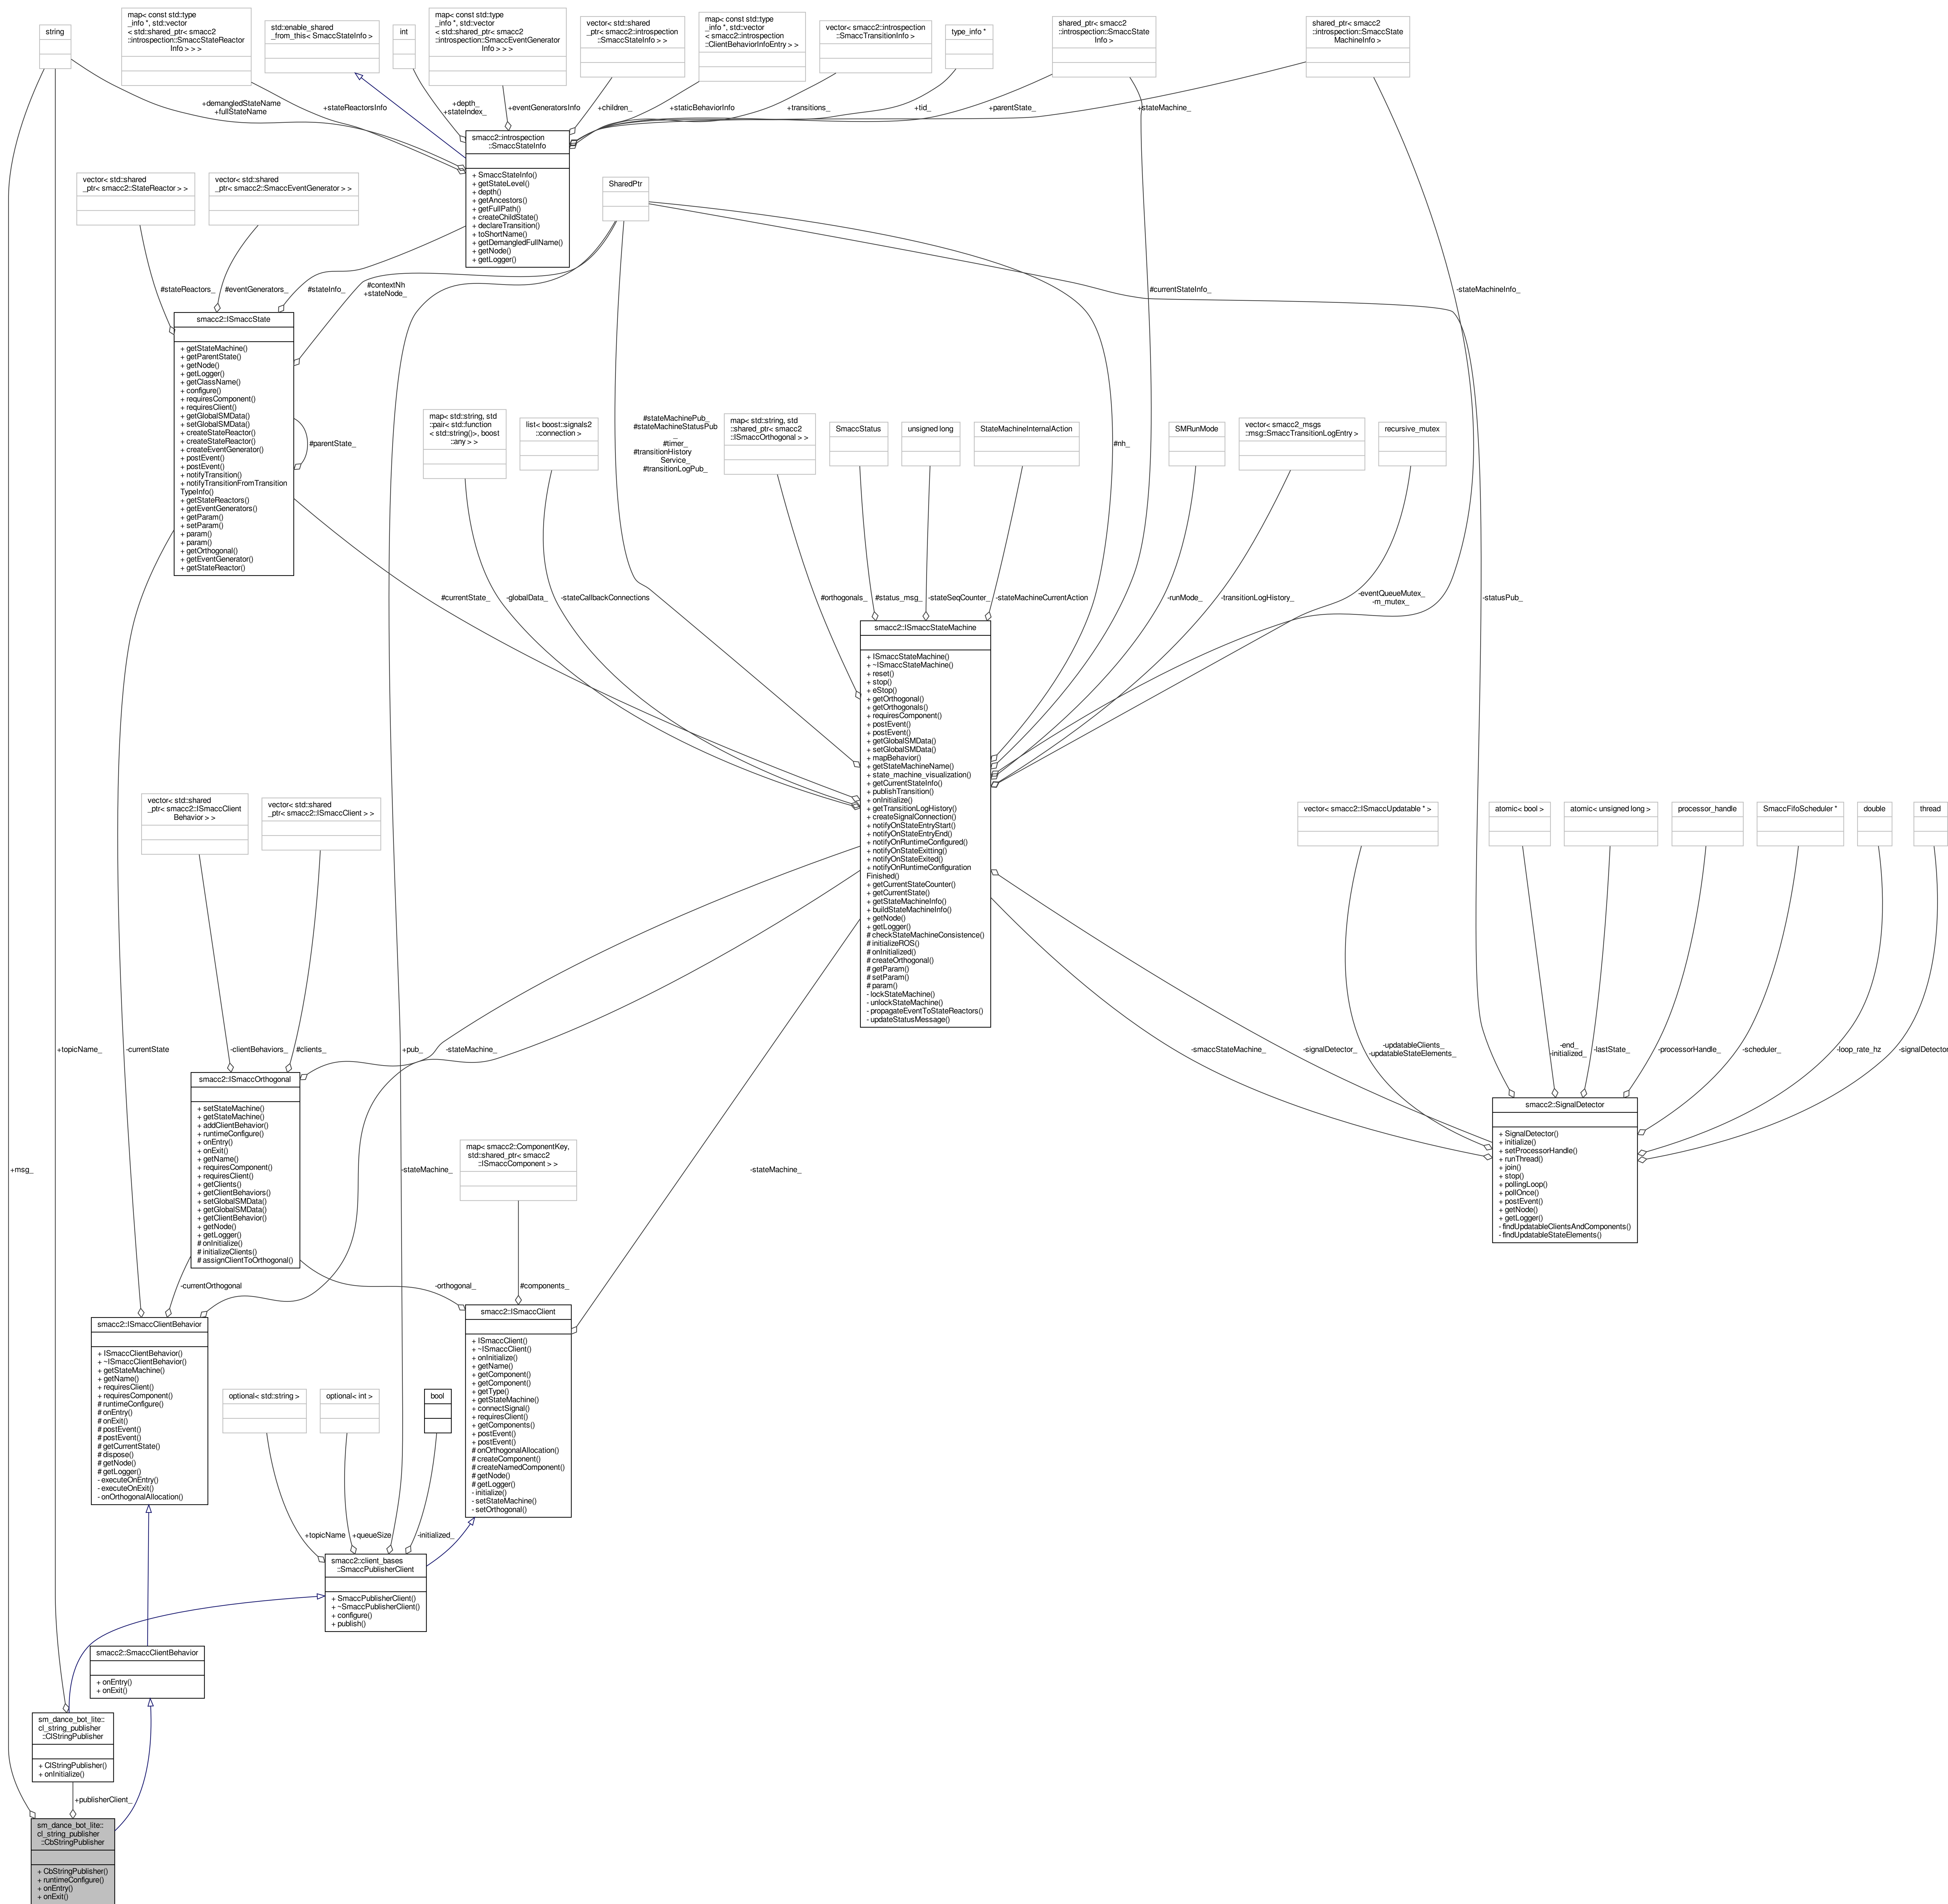 string
map< const std::type
_info *, std::vector
< std::shared_ptr< smacc2
::introspection::SmaccStateReactor
Info > > >
std::enable_shared
_from_this< SmaccStateInfo >
int
map< const std::type
_info *, std::vector
< std::shared_ptr< smacc2
::introspection::SmaccEventGenerator
Info > > >
vector< std::shared
_ptr< smacc2::introspection
::SmaccStateInfo > >
map< const std::type
_info *, std::vector
< smacc2::introspection
::ClientBehaviorInfoEntry > >
vector< smacc2::introspection
::SmaccTransitionInfo >
type_info *
shared_ptr< smacc2
::introspection::SmaccState
Info >
shared_ptr< smacc2
::introspection::SmaccState
MachineInfo >
+demangledStateName
+fullStateName
+stateReactorsInfo
+depth_
+stateIndex_
+eventGeneratorsInfo
+children_
+staticBehaviorInfo
+transitions_
+tid_
+parentState_
+stateMachine_
smacc2::introspection
::SmaccStateInfo
+ SmaccStateInfo()
+ getStateLevel()
+ depth()
+ getAncestors()
+ getFullPath()
+ createChildState()
+ declareTransition()
+ toShortName()
+ getDemangledFullName()
+ getNode()
+ getLogger()
vector< std::shared
_ptr< smacc2::StateReactor > >
vector< std::shared
_ptr< smacc2::SmaccEventGenerator > >
SharedPtr
#stateReactors_
#eventGenerators_
#stateInfo_
#contextNh
+stateNode_
#currentStateInfo_
-stateMachineInfo_
smacc2::ISmaccState
+ getStateMachine()
+ getParentState()
+ getNode()
+ getLogger()
+ getClassName()
+ configure()
+ requiresComponent()
+ requiresClient()
+ getGlobalSMData()
+ setGlobalSMData()
+ createStateReactor()
+ createStateReactor()
+ createEventGenerator()
+ postEvent()
+ postEvent()
+ notifyTransition()
+ notifyTransitionFromTransition
TypeInfo()
+ getStateReactors()
+ getEventGenerators()
+ getParam()
+ setParam()
+ param()
+ param()
+ getOrthogonal()
+ getEventGenerator()
+ getStateReactor()
#parentState_
map< std::string, std
::pair< std::function
< std::string()>, boost
::any > >
list< boost::signals2
::connection >
#stateMachinePub_
#stateMachineStatusPub
_
#timer_
#transitionHistory
Service_
#transitionLogPub_
map< std::string, std
::shared_ptr< smacc2
::ISmaccOrthogonal > >
SmaccStatus
unsigned long
StateMachineInternalAction
#nh_
SMRunMode
vector< smacc2_msgs
::msg::SmaccTransitionLogEntry >
recursive_mutex
#currentState_
-globalData_
-stateCallbackConnections
#orthogonals_
#status_msg_
-stateSeqCounter_
-stateMachineCurrentAction
-runMode_
-transitionLogHistory_
-eventQueueMutex_
-m_mutex_
-statusPub_
smacc2::ISmaccStateMachine
+ ISmaccStateMachine()
+ ~ISmaccStateMachine()
+ reset()
+ stop()
+ eStop()
+ getOrthogonal()
+ getOrthogonals()
+ requiresComponent()
+ postEvent()
+ postEvent()
+ getGlobalSMData()
+ setGlobalSMData()
+ mapBehavior()
+ getStateMachineName()
+ state_machine_visualization()
+ getCurrentStateInfo()
+ publishTransition()
+ onInitialize()
+ getTransitionLogHistory()
+ createSignalConnection()
+ notifyOnStateEntryStart()
+ notifyOnStateEntryEnd()
+ notifyOnRuntimeConfigured()
+ notifyOnStateExitting()
+ notifyOnStateExited()
+ notifyOnRuntimeConfiguration
Finished()
+ getCurrentStateCounter()
+ getCurrentState()
+ getStateMachineInfo()
+ buildStateMachineInfo()
+ getNode()
+ getLogger()
# checkStateMachineConsistence()
# initializeROS()
# onInitialized()
# createOrthogonal()
# getParam()
# setParam()
# param()
- lockStateMachine()
- unlockStateMachine()
- propagateEventToStateReactors()
- updateStatusMessage()
vector< std::shared
_ptr< smacc2::ISmaccClient
Behavior > >
vector< std::shared
_ptr< smacc2::ISmaccClient > >
vector< smacc2::ISmaccUpdatable * >
atomic< bool >
atomic< unsigned long >
processor_handle
SmaccFifoScheduler *
double
thread
+topicName_
-currentState
-clientBehaviors_
#clients_
+pub_
-stateMachine_
-smaccStateMachine_
-signalDetector_
-updatableClients_
-updatableStateElements_
-end_
-initialized_
-lastState_
-processorHandle_
-scheduler_
-loop_rate_hz
-signalDetector
smacc2::ISmaccOrthogonal
+ setStateMachine()
+ getStateMachine()
+ addClientBehavior()
+ runtimeConfigure()
+ onEntry()
+ onExit()
+ getName()
+ requiresComponent()
+ requiresClient()
+ getClients()
+ getClientBehaviors()
+ setGlobalSMData()
+ getGlobalSMData()
+ getClientBehavior()
+ getNode()
+ getLogger()
# onInitialize()
# initializeClients()
# assignClientToOrthogonal()
smacc2::SignalDetector
+ SignalDetector()
+ initialize()
+ setProcessorHandle()
+ runThread()
+ join()
+ stop()
+ pollingLoop()
+ pollOnce()
+ postEvent()
+ getNode()
+ getLogger()
- findUpdatableClientsAndComponents()
- findUpdatableStateElements()
map< smacc2::ComponentKey,
std::shared_ptr< smacc2
::ISmaccComponent > >
+msg_
-stateMachine_
-stateMachine_
-currentOrthogonal
-orthogonal_
#components_
smacc2::ISmaccClientBehavior
+ ISmaccClientBehavior()
+ ~ISmaccClientBehavior()
+ getStateMachine()
+ getName()
+ requiresClient()
+ requiresComponent()
# runtimeConfigure()
# onEntry()
# onExit()
# postEvent()
# postEvent()
# getCurrentState()
# dispose()
# getNode()
# getLogger()
- executeOnEntry()
- executeOnExit()
- onOrthogonalAllocation()
smacc2::ISmaccClient
+ ISmaccClient()
+ ~ISmaccClient()
+ onInitialize()
+ getName()
+ getComponent()
+ getComponent()
+ getType()
+ getStateMachine()
+ connectSignal()
+ requiresClient()
+ getComponents()
+ postEvent()
+ postEvent()
# onOrthogonalAllocation()
# createComponent()
# createNamedComponent()
# getNode()
# getLogger()
- initialize()
- setStateMachine()
- setOrthogonal()
optional< std::string >
optional< int >
bool
+topicName
+queueSize
-initialized_
smacc2::client_bases
::SmaccPublisherClient
+ SmaccPublisherClient()
+ ~SmaccPublisherClient()
+ configure()
+ publish()
smacc2::SmaccClientBehavior
+ onEntry()
+ onExit()
sm_dance_bot_lite::
cl_string_publisher
::ClStringPublisher
+ ClStringPublisher()
+ onInitialize()
+publisherClient_
sm_dance_bot_lite::
cl_string_publisher
::CbStringPublisher
+ CbStringPublisher()
+ runtimeConfigure()
+ onEntry()
+ onExit()